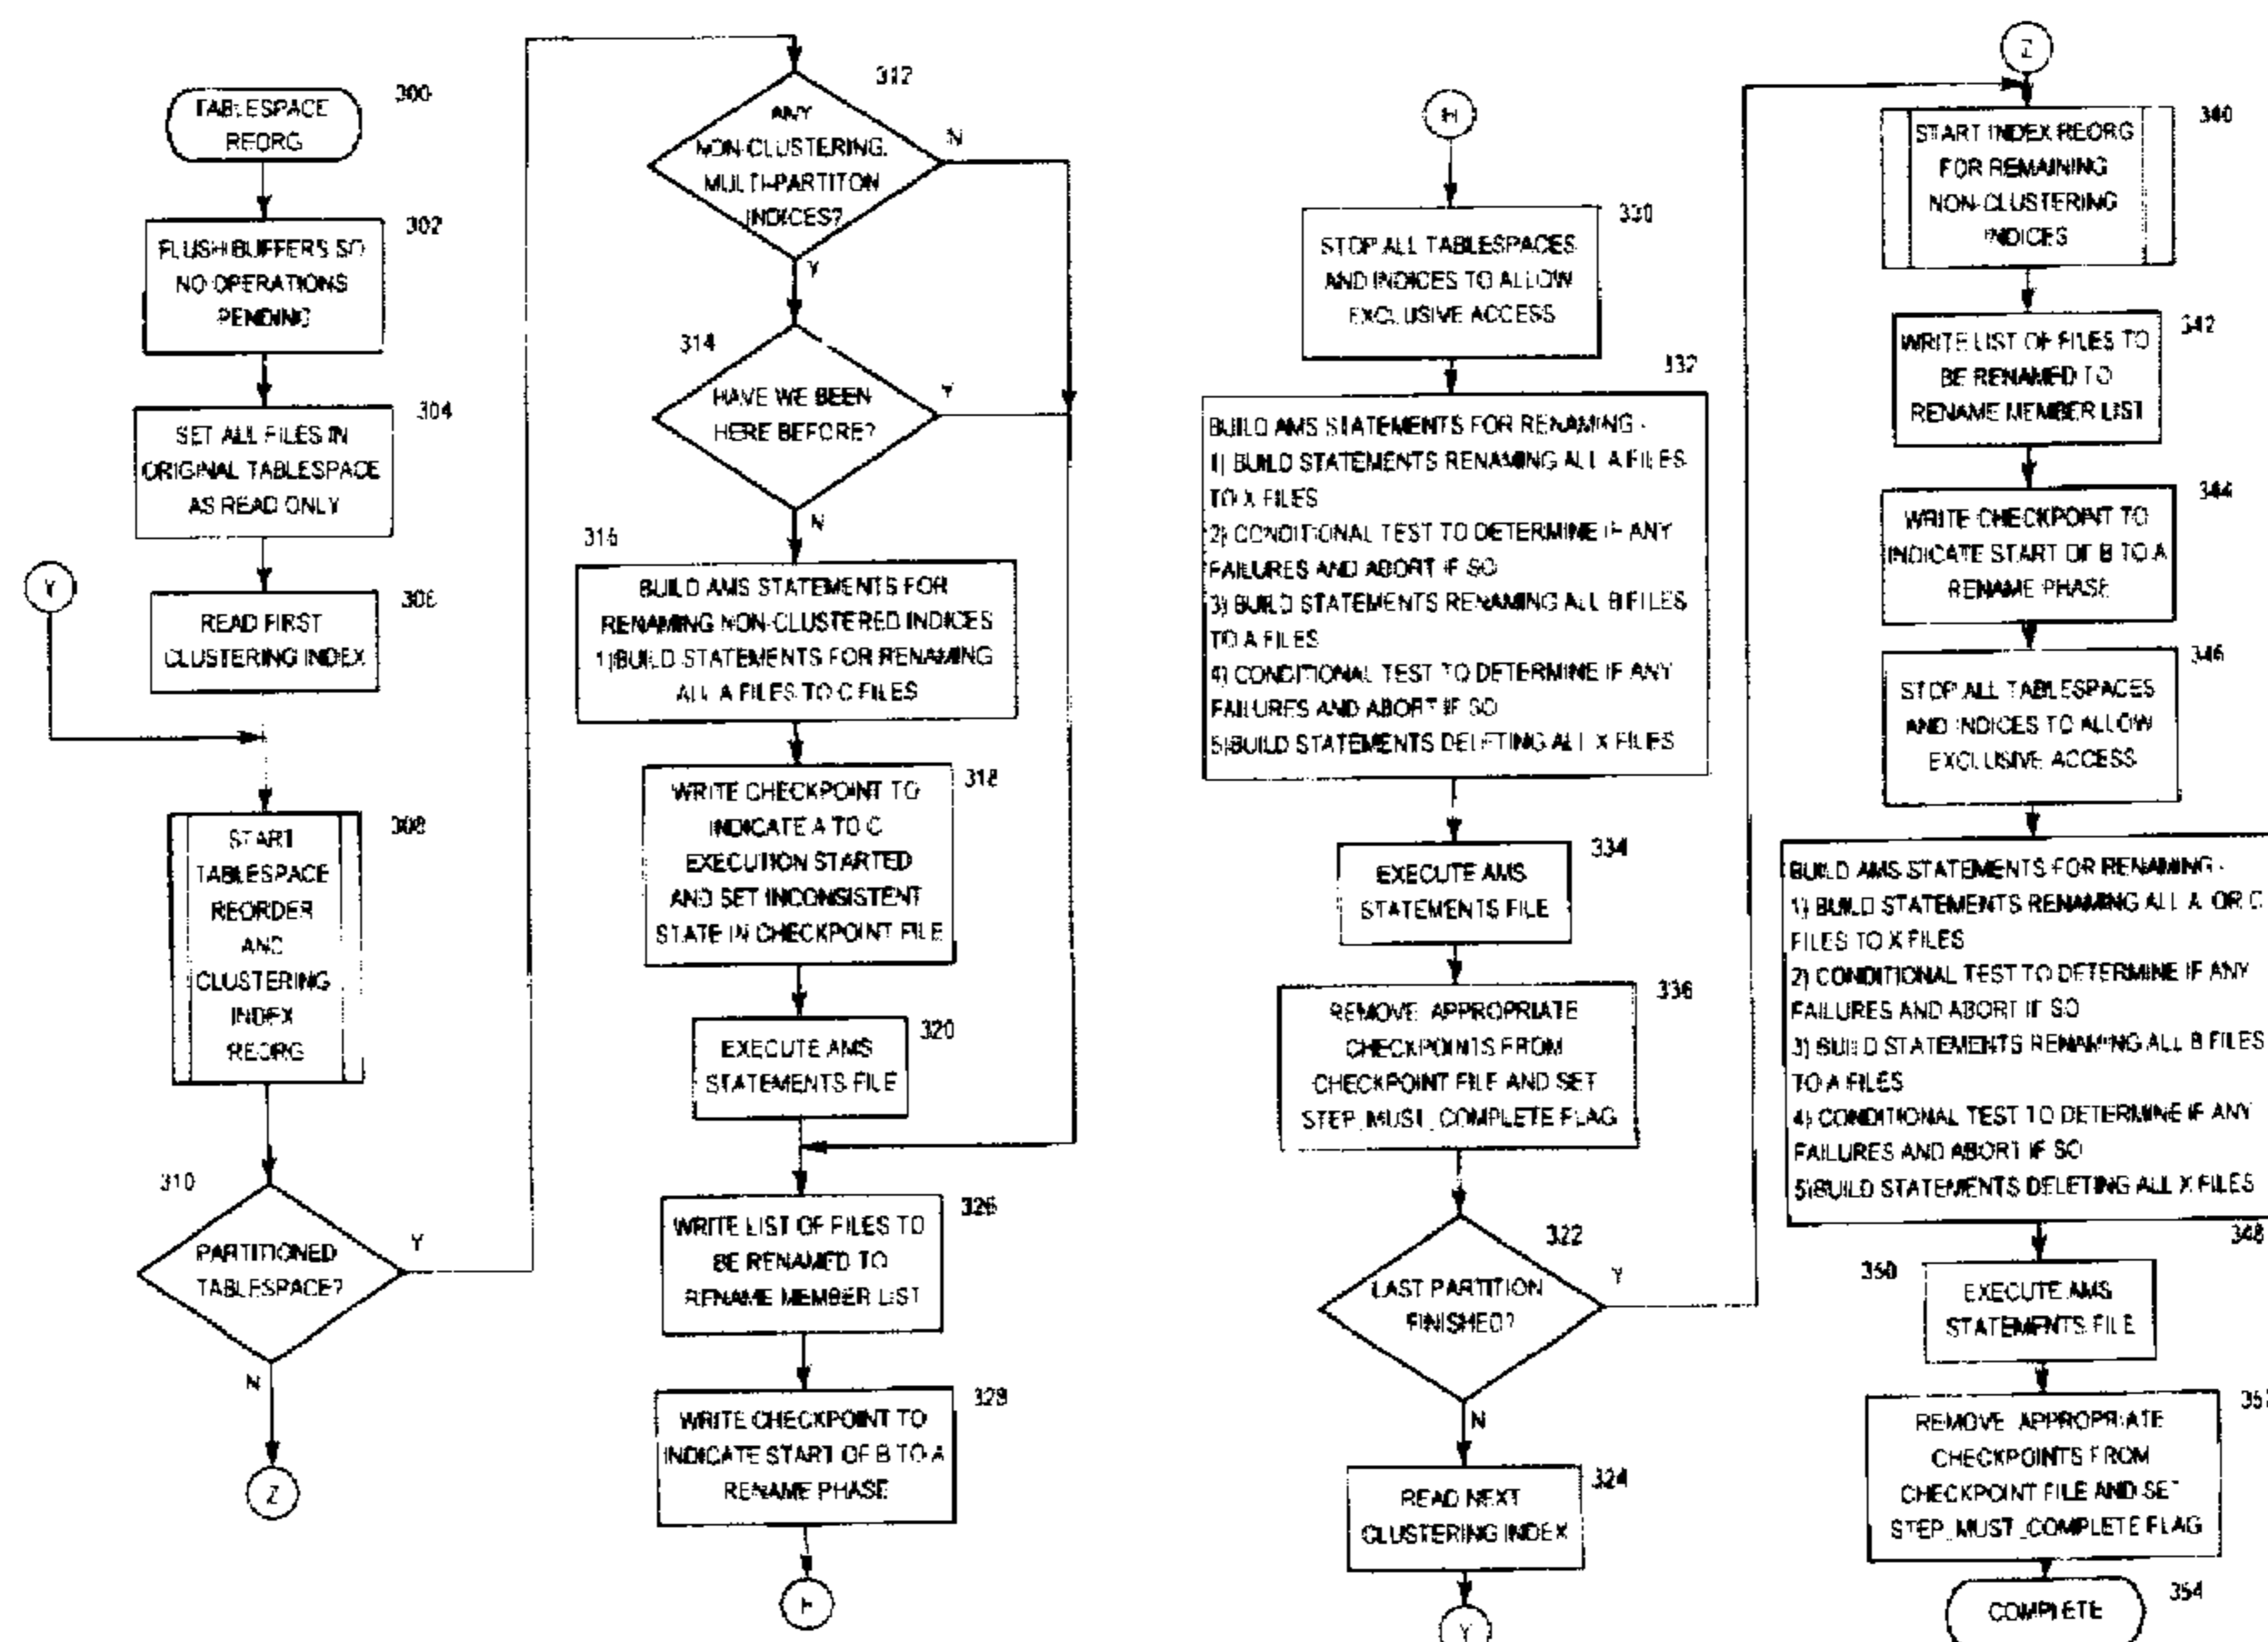 300
TABLESPACE
REORG
302
FLUSH BUFFERS SO
NO OPERATIONS
PENDING
304
SET ALL FILES IN
ORIGINAL TABLESPACE
AS READ ONLY
Y
306
READ FIRST
CLUSTERING INDEX
308
START
TABLESPACE
REORDER
AND
CLUSTERING
INDEX
REORG
310
PARTITIONED
TABLESPACE?
Y
N
Z
312
ANY
NON-CLUSTERING,
MULTI-PARTITON
INDICES?
N
Y
314
HAVE WE BEEN
HERE BEFORE?
Y
N
316
BUILD AMS STATEMENTS FOR
RENAMING NON-CLUSTERED INDICES
1)BUILD STATEMENTS FOR RENAMING
ALL A FILES TO C FILES
318
WRITE CHECKPOINT TO
INDICATE A TO C
EXECUTION STARTED
AND SET INCONSISTENT
STATE IN CHECKPOINT FILE
320
EXECUTE AMS
STATEMENTS FILE
326
WRITE LIST OF FILES TO
BE RENAMED TO
RENAME MEMBER LIST
328
WRITE CHECKPOINT TO
INDICATE START OF B TO A
RENAME PHASE
H
330
STOP ALL TABLESPACES
AND INDICES TO ALLOW
EXCLUSIVE ACCESS
332
BUILD AMS STATEMENTS FOR RENAMING -
1) BUILD STATEMENTS RENAMING ALL A FILES
TO X FILES
2) CONDITIONAL TEST TO DETERMINE IF ANY
FAILURES AND ABORT IF SO
3) BUILD STATEMENTS RENAMING ALL B FILES
TO A FILES
4) CONDITIONAL TEST TO DETERMINE IF ANY
FAILURES AND ABORT IF SO
5)BUILD STATEMENTS DELETING ALL X FILES
334
EXECUTE AMS
STATEMENTS FILE
336
REMOVE APPROPRIATE
CHECKPOINTS FROM
CHECKPOINT FILE AND SET
STEP_MUST_COMPLETE FLAG
322
LAST PARTITION
FINISHED?
Y
N
324
READ NEXT
CLUSTERING INDEX
Y
Z
340
START INDEX REORG
FOR REMAINING
NON-CLUSTERING
INDICES
342
WRITE LIST OF FILES TO
BE RENAMED TO
RENAME MEMBER LIST
344
WRITE CHECKPOINT TO
INDICATE START OF B TO A
RENAME PHASE
346
STOP ALL TABLESPACES
AND INDICES TO ALLOW
EXCLUSIVE ACCESS
BUILD AMS STATEMENTS FOR RENAMING -
1) BUILD STATEMENTS RENAMING ALL A OR C
FILES TO X FILES
2) CONDITIONAL TEST TO DETERMINE IF ANY
FAILURES AND ABORT IF SO
3) BUILD STATEMENTS RENAMING ALL B FILES
TO A FILES
4) CONDITIONAL TEST TO DETERMINE IF ANY
FAILURES AND ABORT IF SO
5)BUILD STATEMENTS DELETING ALL X FILES
348
350
EXECUTE AMS
STATEMENTS FILE
REMOVE APPROPRIATE
CHECKPOINTS FROM
CHECKPOINT FILE AND SET
STEP_MUST_COMPLETE FLAG
354
COMPLETE